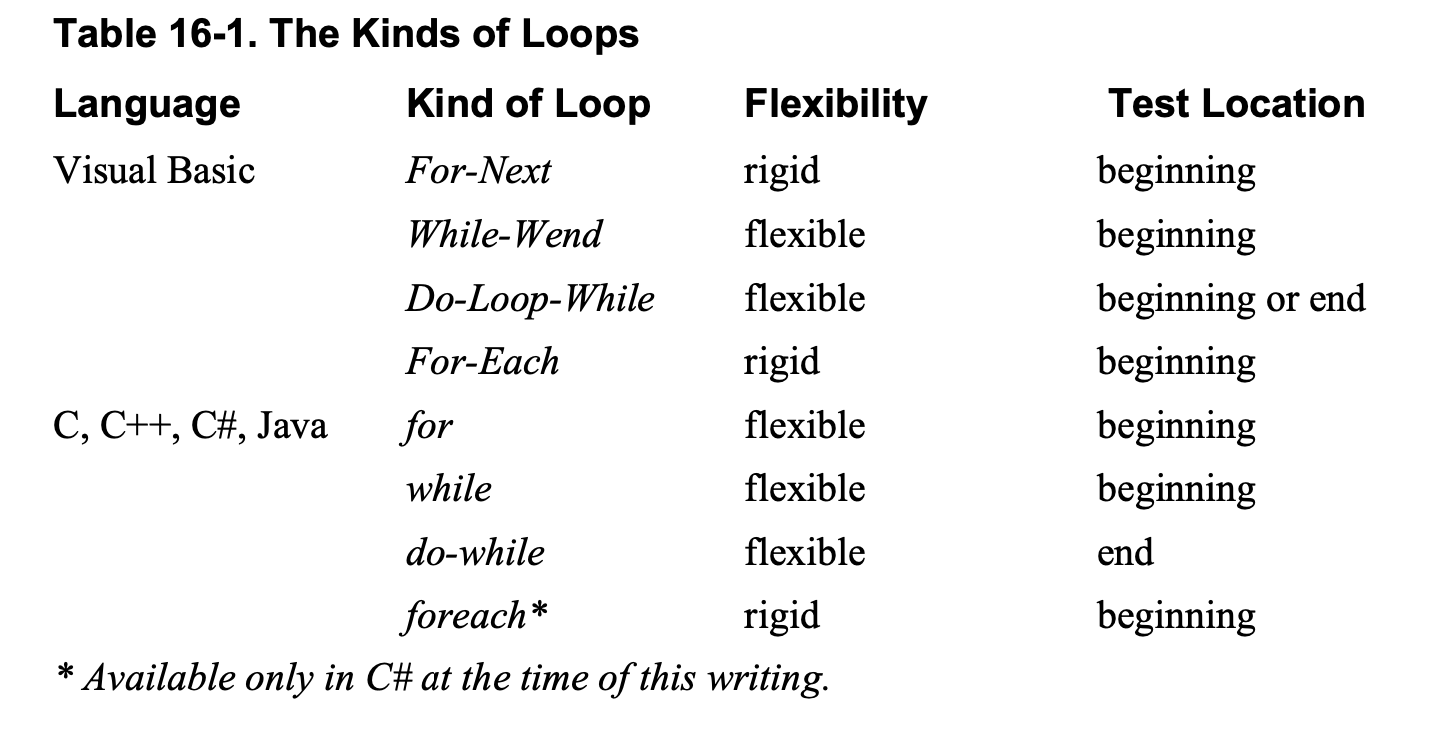 Table 16-1. The Kinds of Loops
Language Kind of Loop Flexibility Test Location
Visual Basic For-Next rigid beginning
While-Wend flexible beginning
Do-Loop-While flexible beginning or end
For-Each rigid beginning
C, C++, C#, Java for flexible beginning
while flexible beginning
do-while flexible end
foreach* rigid beginning
* Available only in C# at the time of this writing.